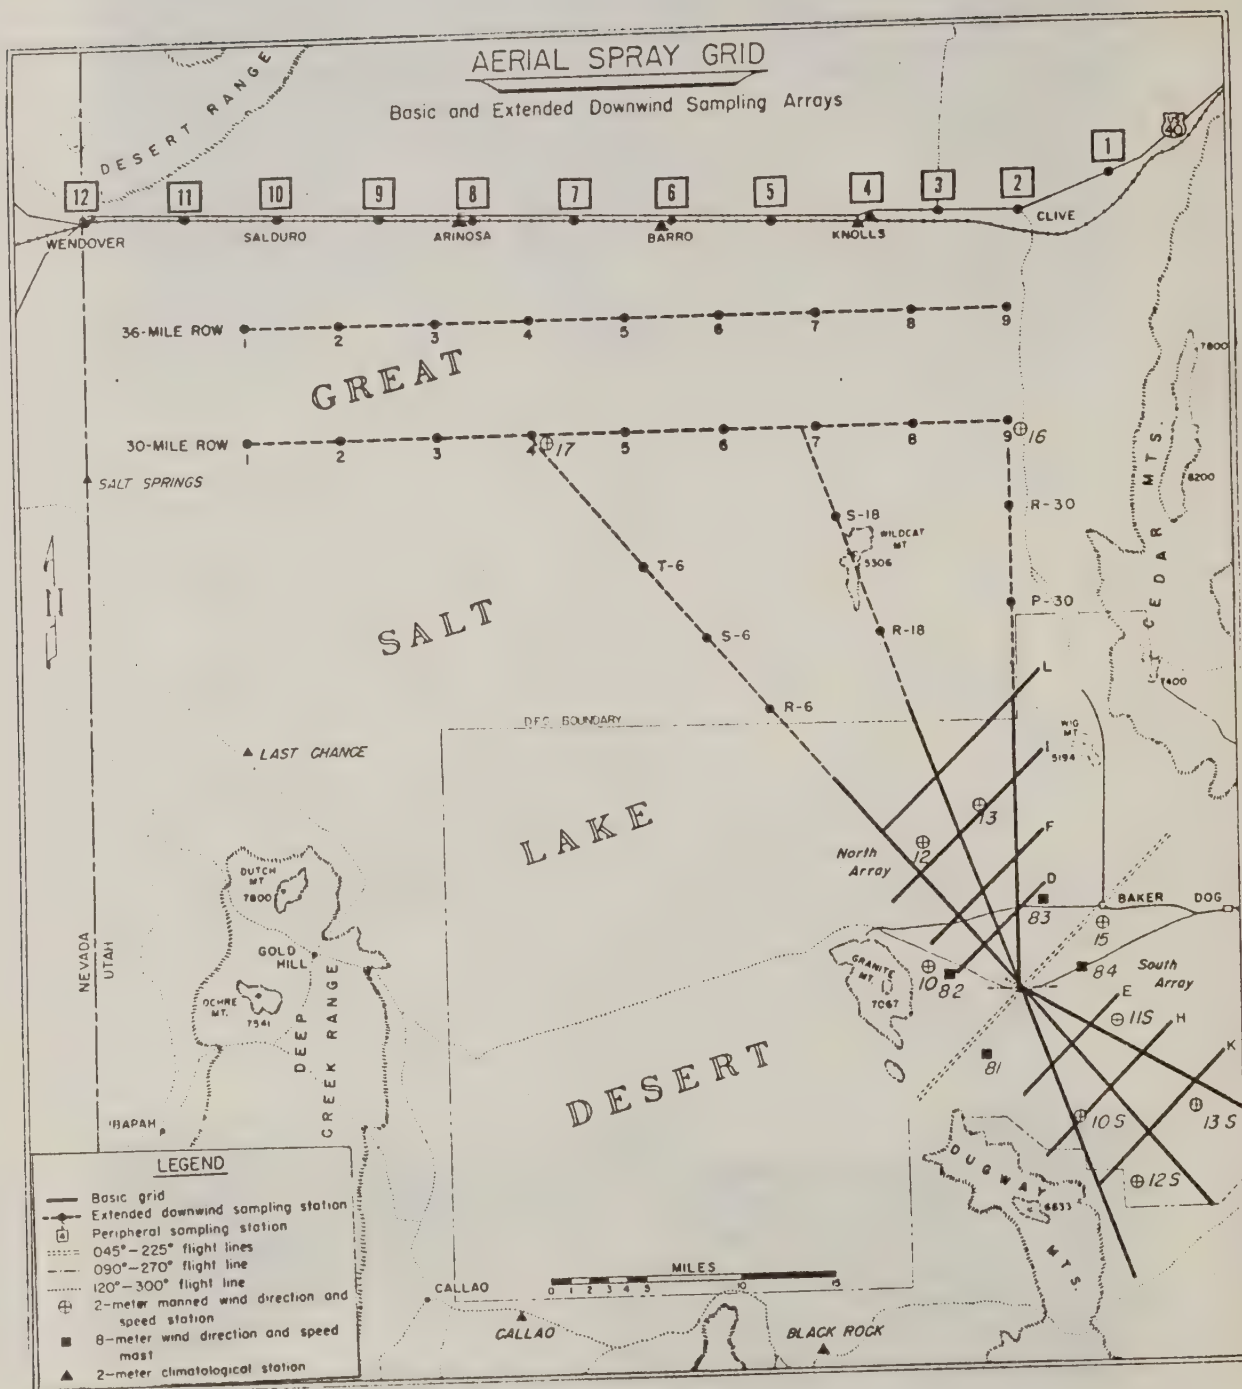 AERIAL SPRAY GRID
Basic and Extended Downwind Sampling Arrays
DESERT RANGE
US 40
12 11 10 9 8 7 6 5 4 3 2 1
WENDOVER SALDURO ARINOSA BARRO KNOLLS CLIVE
36-MILE ROW
1 2 3 4 5 6 7 8 9
7800
GREAT
30-MILE ROW
1 2 3 4 5 6 7 8 9
17 16
SALT SPRINGS
6200
R-30
S-18
WILDCAT MT
5306
T-6
P-30
CEDAR MTS.
SALT
S-6
R-18
7400
L
R-6
BOUNDARY
WIG MT
5194
LAST CHANCE
I
13
LAKE
F
12
North Array
DUTCH MT
7800
D
83
BAKER DOG
15
NEVADA
UTAH
GOLD HILL
GRANITE MT.
7067
10
82
84
South Array
OCHRE MT.
7541
E
11S
H
DEEP CREEK RANGE
81
K
DESERT
10 S
13 S
IBAPAH
DUGWAY MTS
12S
6633
LEGEND
Basic grid
Extended downwind sampling station
4 Peripheral sampling station
045°-225° flight lines
090°-270° flight line
120°-300° flight line
2-meter manned wind direction and
speed station
8-meter wind direction and speed
mast
2-meter climatological station
MILES
0 1 2 3 4 5 10 15
CALLAO
CALLAO
BLACK ROCK